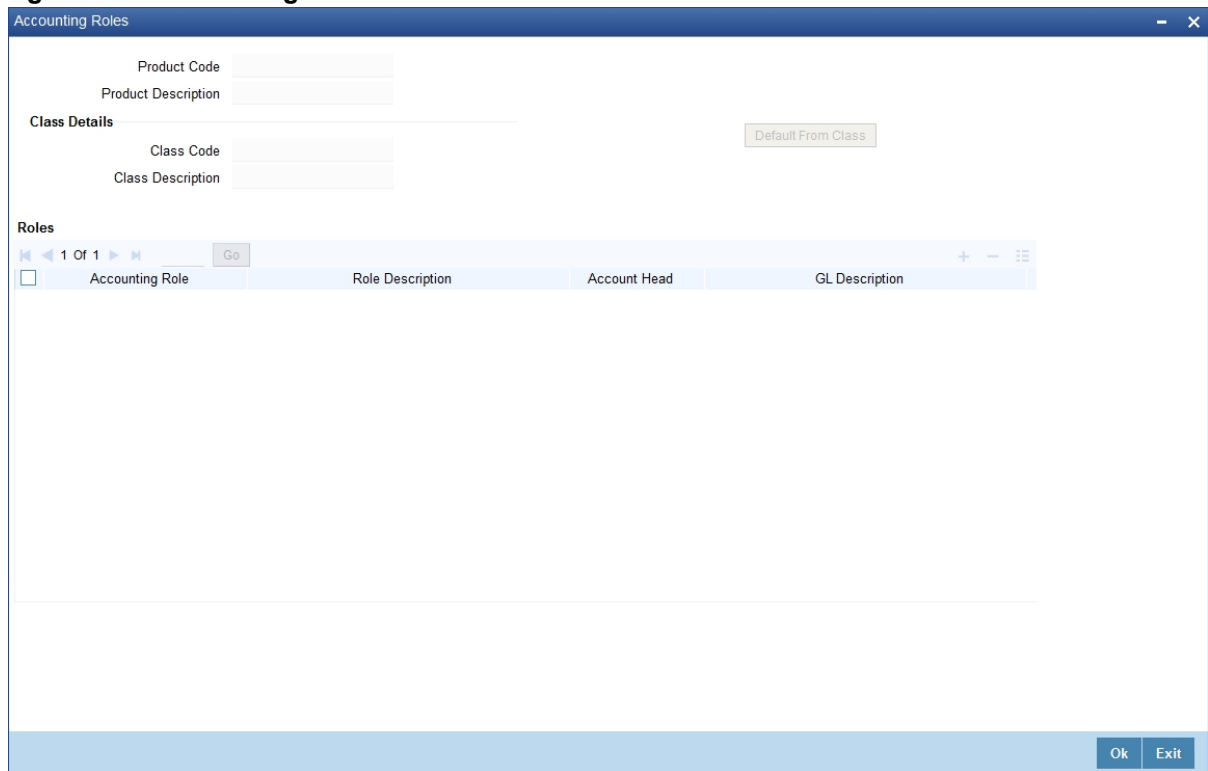 Accounting Roles
Product Code
Product Description
Class Details
Default From Class
Class Code
Class Description
Roles
1 Of 1 Go
Accounting Role Role Description Account Head GL Description
Ok Exit